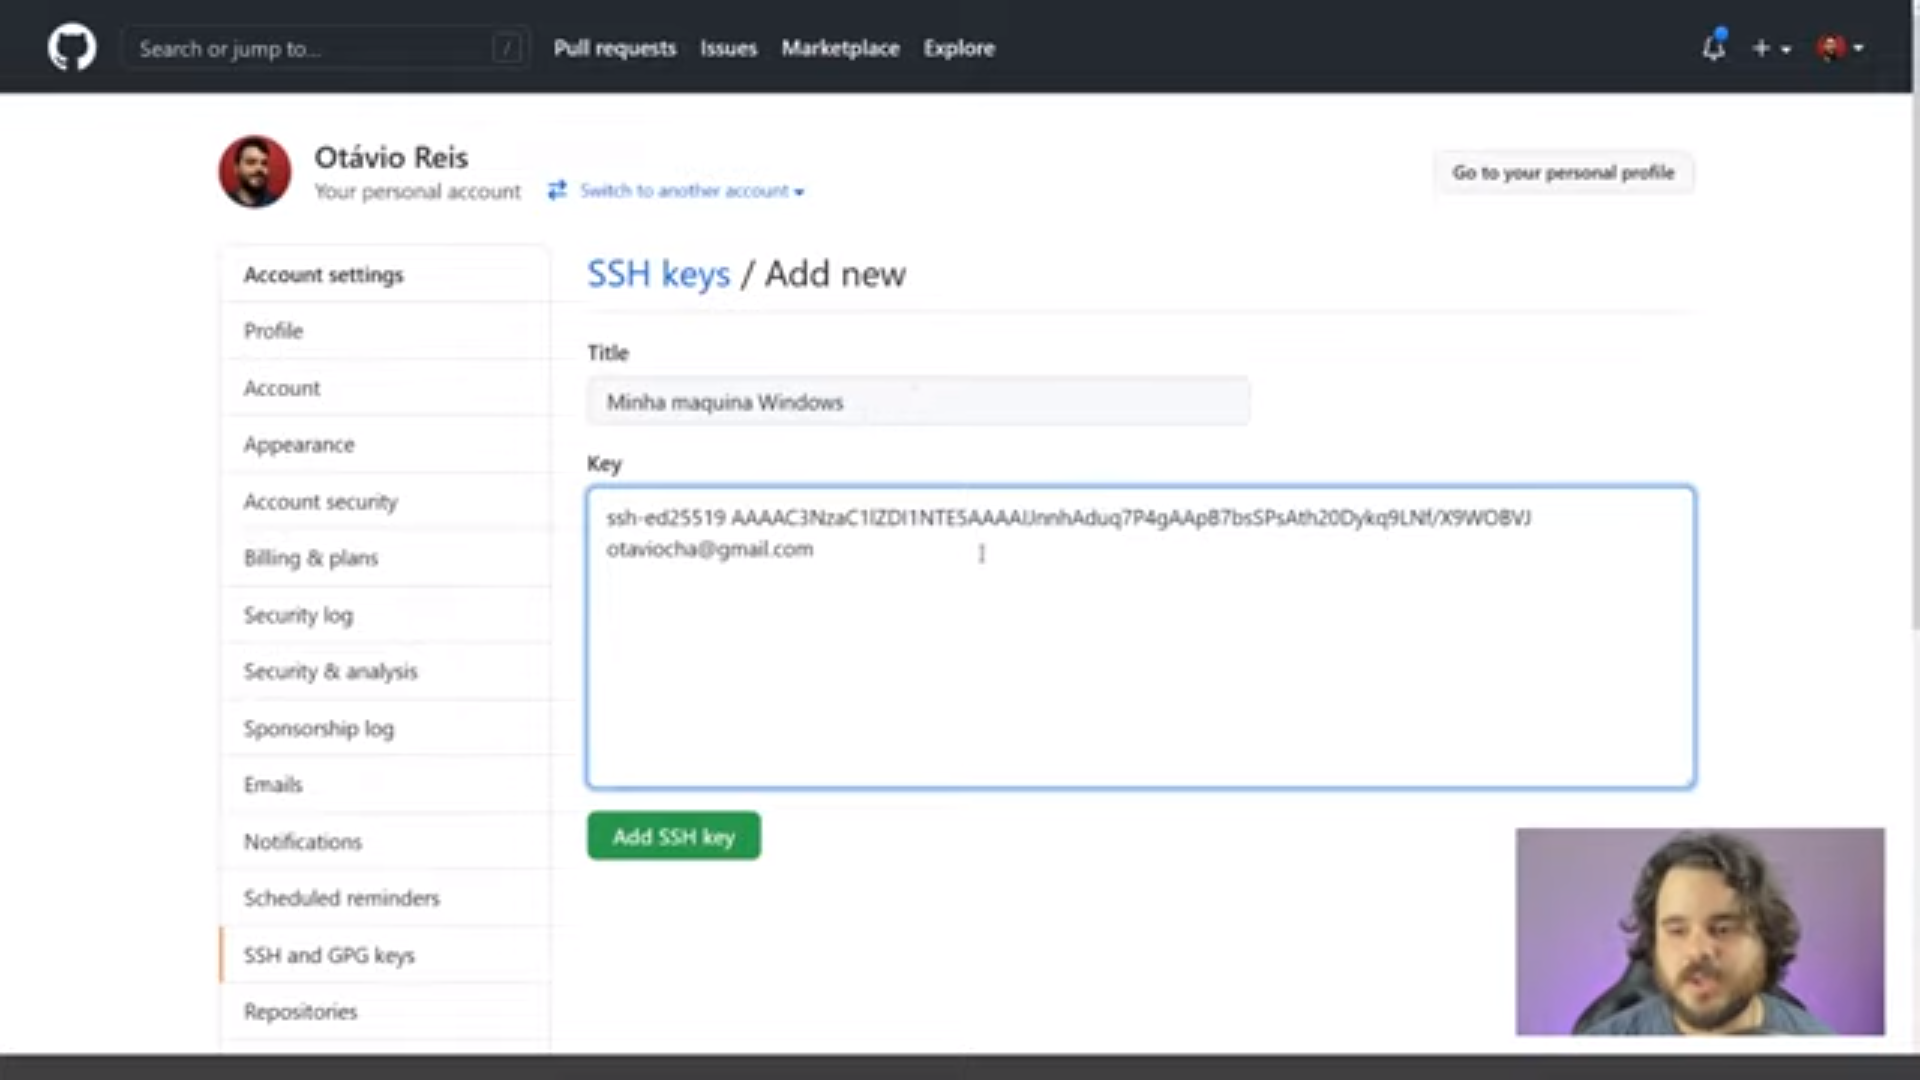 Search or jump to... /
Pull requests Issues Marketplace Explore
Otávio Reis
Your personal account Switch to another account
Go to your personal profile
Account settings
Profile
Account
Appearance
Account security
Billing & plans
Security log
Security & analysis
Sponsorship log
Emails
Notifications
Scheduled reminders
SSH and GPG keys
Repositories
SSH keys / Add new
Title
Minha maquina Windows
Key
ssh-ed25519 AAAAC3NzaC1lZDI1NTE5AAAAIJnnhAduq7P4gAApB7bsSPsAth20Dykq9LNf/X9WOBVJ
otaviocha@gmail.com
Add SSH key